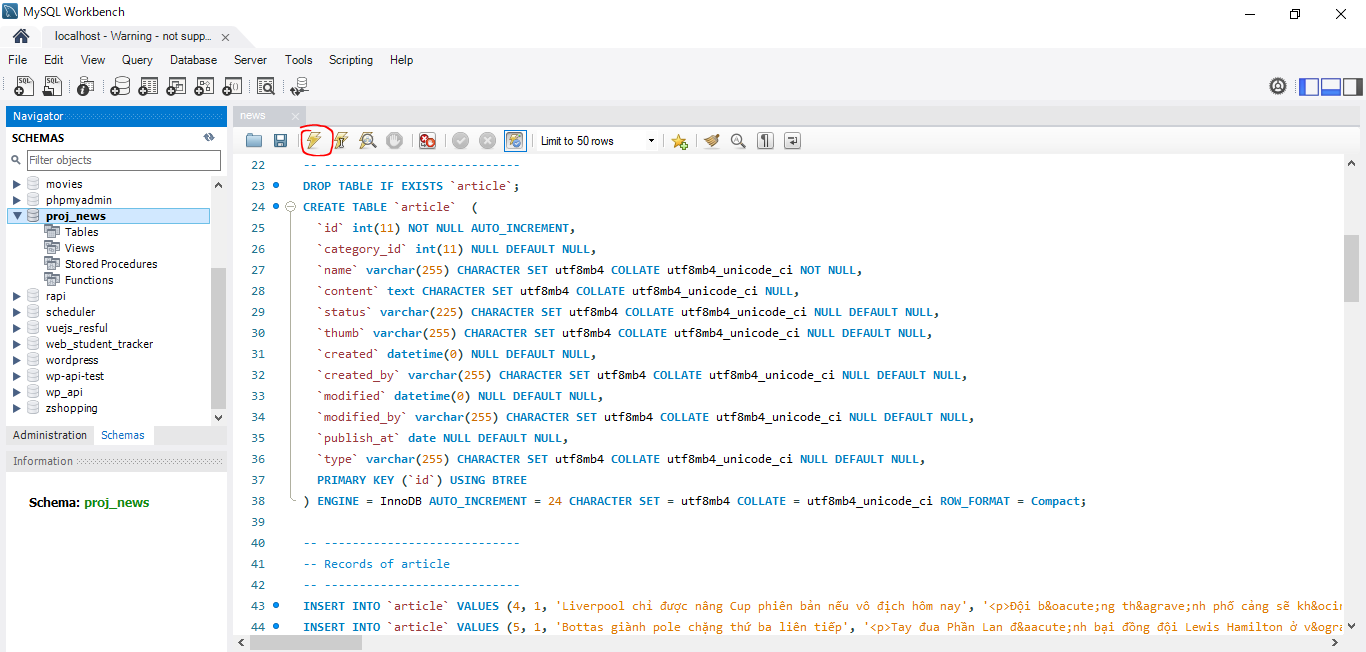 MySQL Workbench
localhost - Warning - not supp...
File Edit View Query Database Server Tools Scripting Help
Navigator
SCHEMAS
Filter objects
movies
phpmyadmin
proj_news
Tables
Views
Stored Procedures
Functions
rapi
scheduler
vuejs_resful
web_student_tracker
wordpress
wp-api-test
wp_api
zshopping
Administration Schemas
Information
Schema: proj_news
news
Limit to 50 rows
22 -- ----------------------------
23 DROP TABLE IF EXISTS `article`;
24 CREATE TABLE `article`  (
25 `id` int(11) NOT NULL AUTO_INCREMENT,
26 `category_id` int(11) NULL DEFAULT NULL,
27 `name` varchar(255) CHARACTER SET utf8mb4 COLLATE utf8mb4_unicode_ci NOT NULL,
28 `content` text CHARACTER SET utf8mb4 COLLATE utf8mb4_unicode_ci NULL,
29 `status` varchar(225) CHARACTER SET utf8mb4 COLLATE utf8mb4_unicode_ci NULL DEFAULT NULL,
30 `thumb` varchar(255) CHARACTER SET utf8mb4 COLLATE utf8mb4_unicode_ci NULL DEFAULT NULL,
31 `created` datetime(0) NULL DEFAULT NULL,
32 `created_by` varchar(255) CHARACTER SET utf8mb4 COLLATE utf8mb4_unicode_ci NULL DEFAULT NULL,
33 `modified` datetime(0) NULL DEFAULT NULL,
34 `modified_by` varchar(255) CHARACTER SET utf8mb4 COLLATE utf8mb4_unicode_ci NULL DEFAULT NULL,
35 `publish_at` date NULL DEFAULT NULL,
36 `type` varchar(255) CHARACTER SET utf8mb4 COLLATE utf8mb4_unicode_ci NULL DEFAULT NULL,
37 PRIMARY KEY (`id`) USING BTREE
38 ) ENGINE = InnoDB AUTO_INCREMENT = 24 CHARACTER SET = utf8mb4 COLLATE = utf8mb4_unicode_ci ROW_FORMAT = Compact;
39
40 -- ----------------------------
41 -- Records of article
42 -- ----------------------------
43 INSERT INTO `article` VALUES (4, 1, 'Liverpool chỉ được nâng Cup phiên bản nếu vô địch hôm nay', '<p>Đội b&oacute;ng th&agrave;nh phố cảng sẽ kh&ocir
44 INSERT INTO `article` VALUES (5, 1, 'Bottas giành pole chặng thứ ba liên tiếp', '<p>Tay đua Phần Lan đ&aacute;nh bại đồng đội Lewis Hamilton ở v&ogra